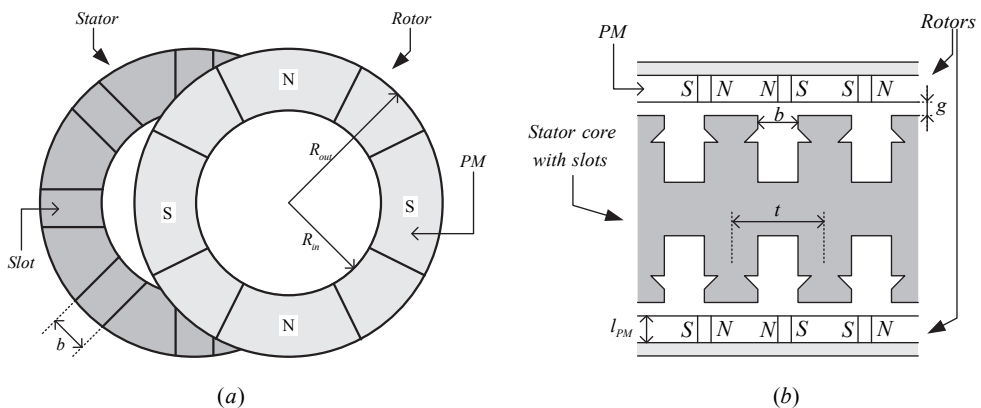 Stator
Rotor
N
R_out
PM
S
S
R_in
Slot
N
b
(a)
PM
Rotors
S N N S S N
g
b
Stator core
with slots
t
l_PM
S N N S S N
(b)